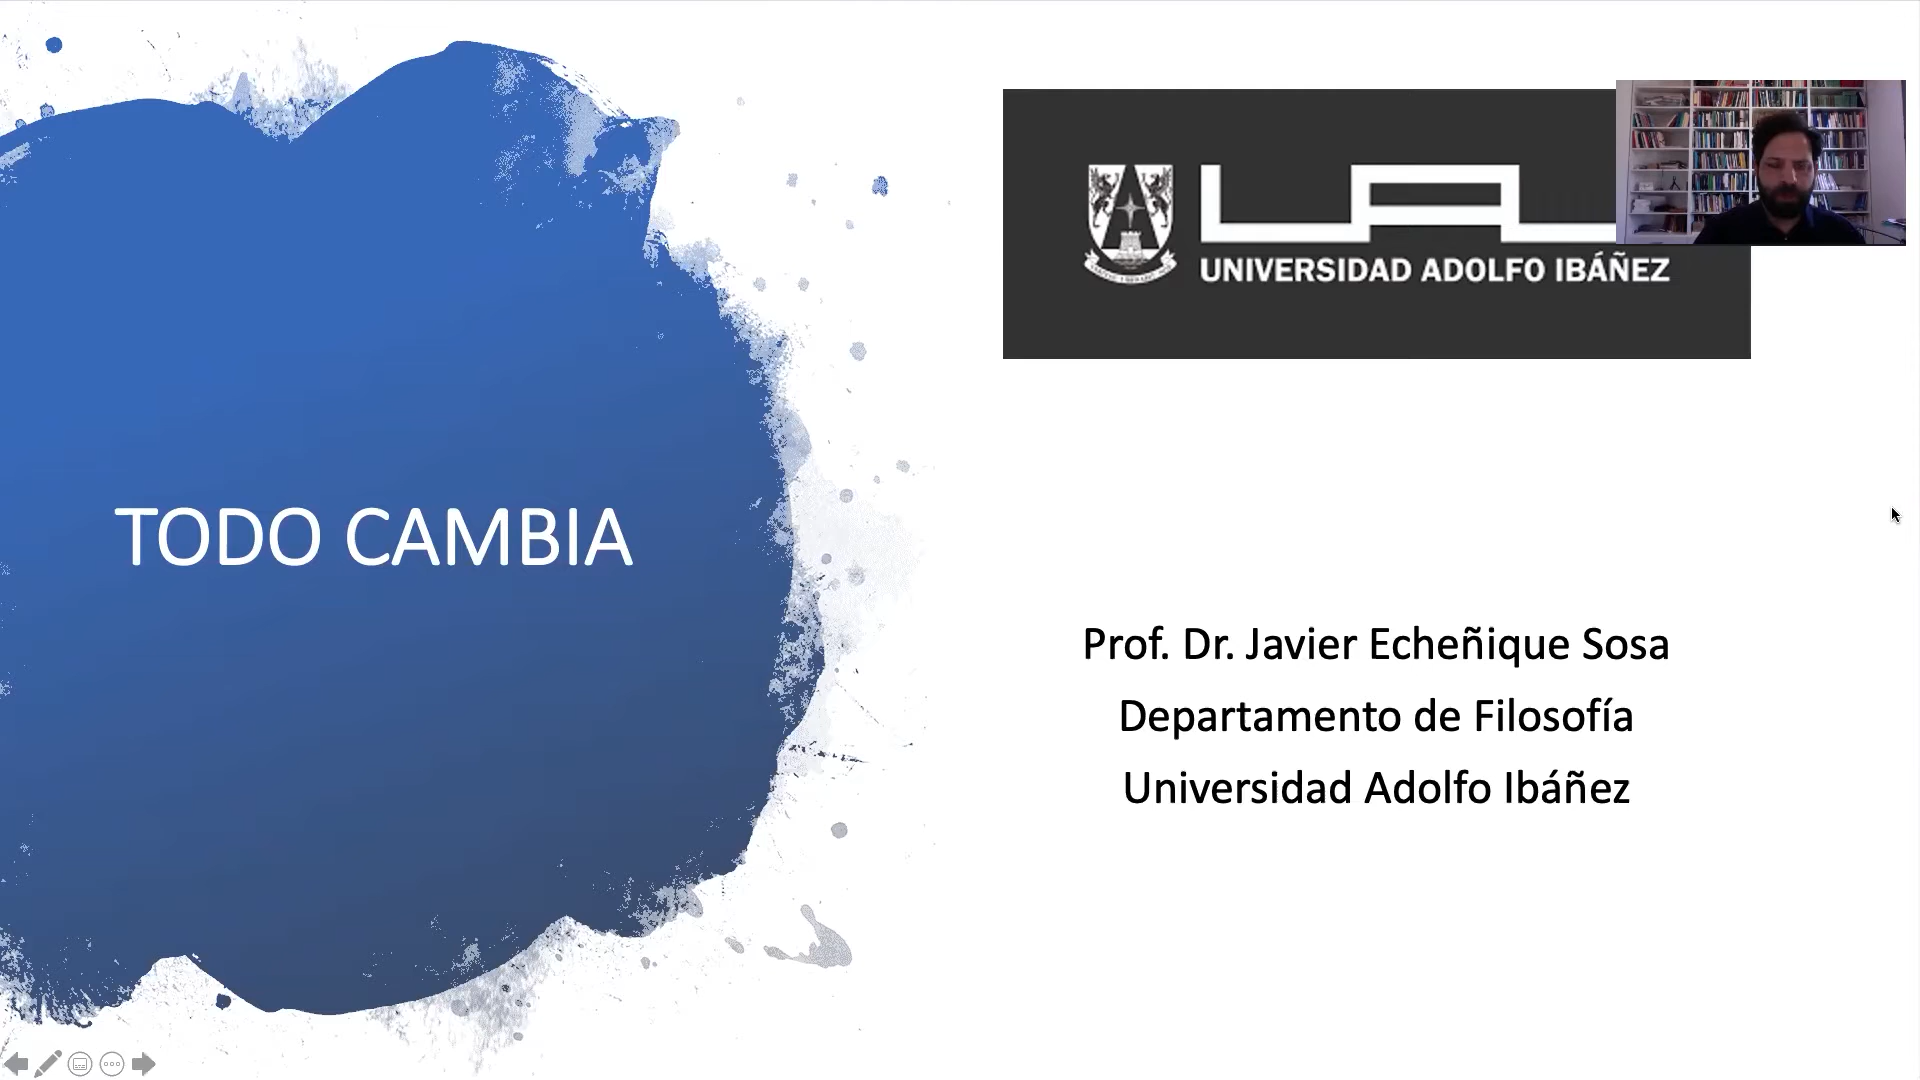 TODO CAMBIA
UNIVERSIDAD ADOLFO IBÁÑEZ
Prof. Dr. Javier Echeñique Sosa
Departamento de Filosofía
Universidad Adolfo Ibáñez